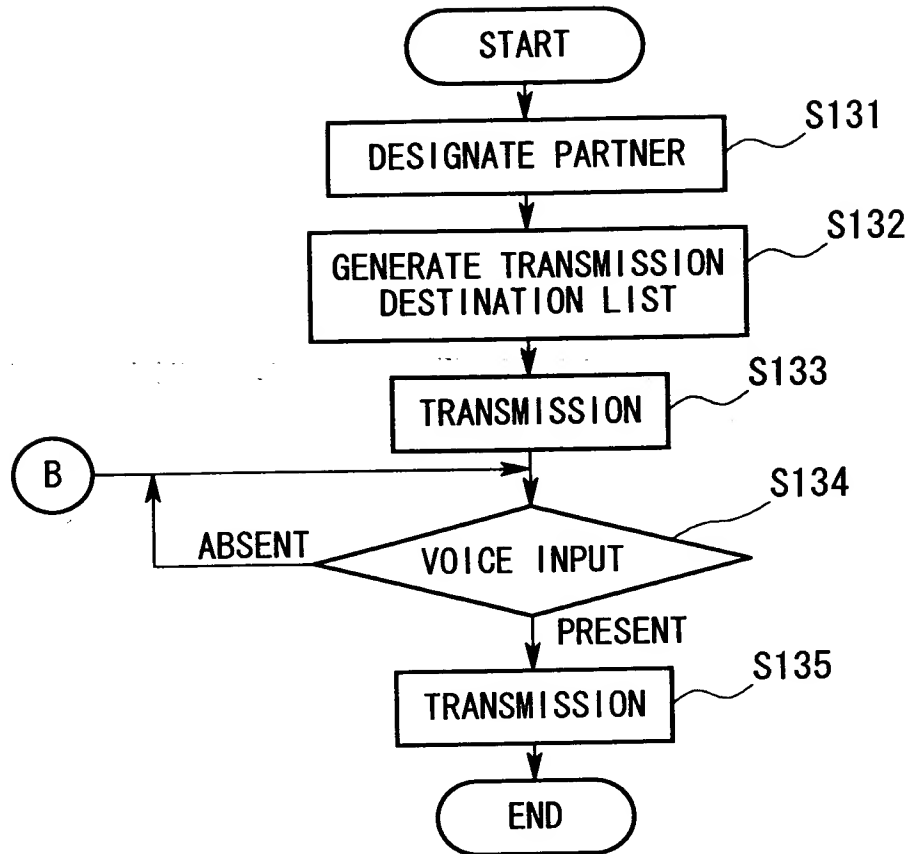 START
S131
DESIGNATE PARTNER
S132
GENERATE TRANSMISSION
DESTINATION LIST
S133
TRANSMISSION
B
S134
ABSENT
VOICE INPUT
PRESENT
S135
TRANSMISSION
END